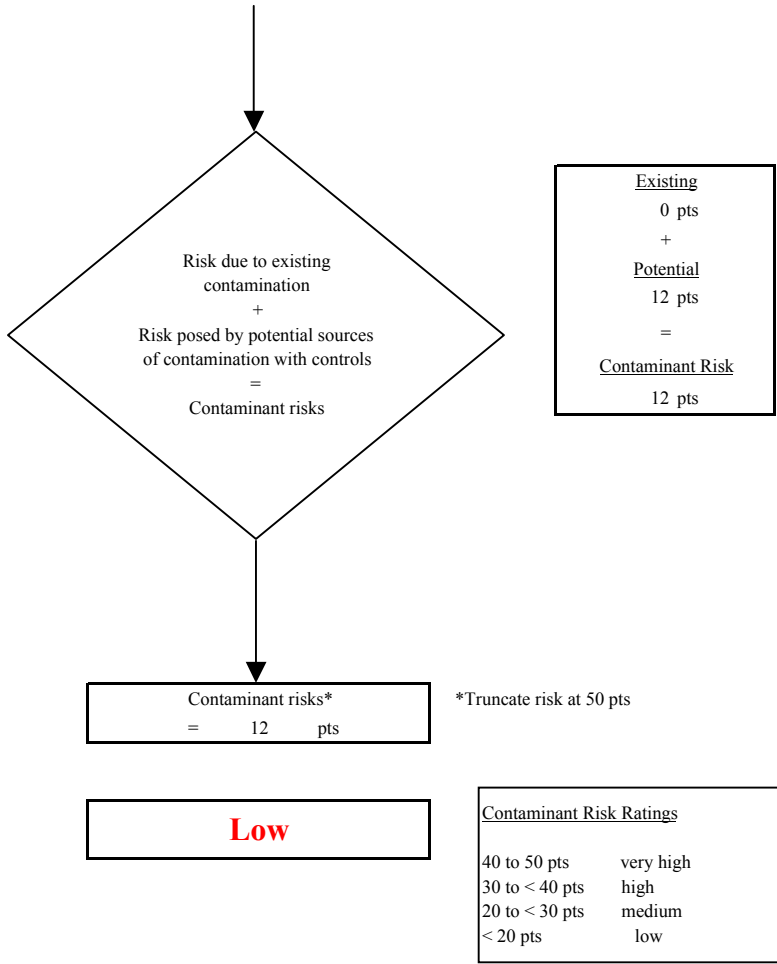 Risk due to existing
contamination
+
Risk posed by potential sources
of contamination with controls
=
Contaminant risks
Existing
0 pts
+
Potential
12 pts
=
Contaminant Risk
12 pts
Contaminant risks*
= 12 pts
*Truncate risk at 50 pts
Low
Contaminant Risk Ratings
40 to 50 pts very high
30 to < 40 pts high
20 to < 30 pts medium
< 20 pts low